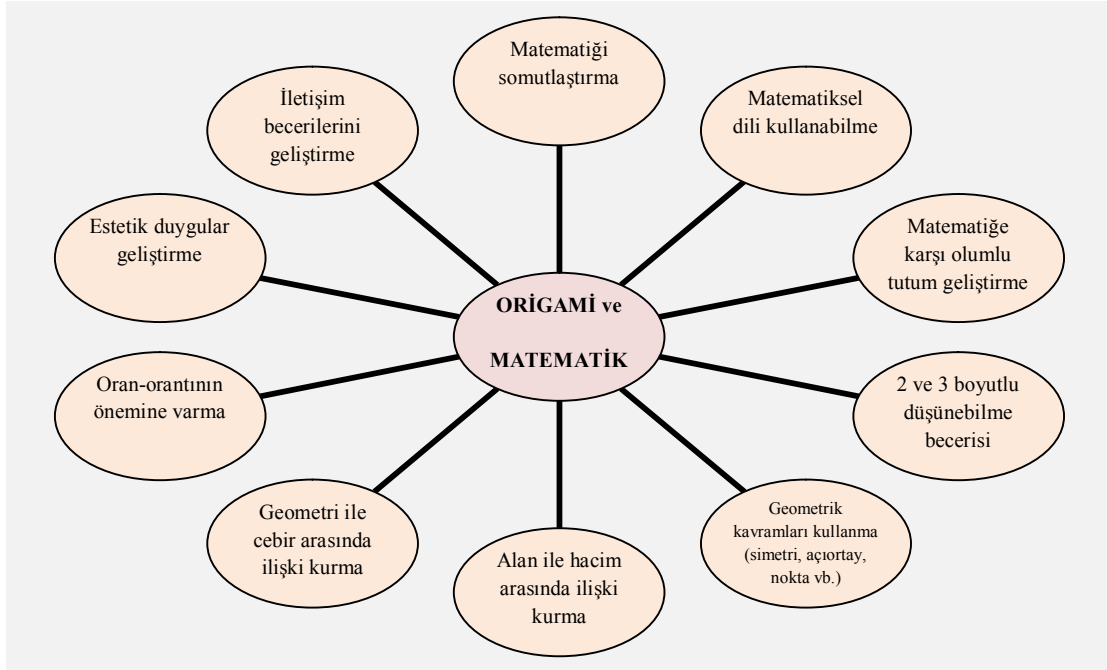 Matematiği
somutlaştırma
Matematiksel
dili kullanabilme
Matematiğe
karşı olumlu
tutum geliştirme
2 ve 3 boyutlu
düşünebilme
becerisi
Geometrik
kavramları kullanma
(simetri, açıortay,
nokta vb.)
Alan ile hacim
arasında ilişki
kurma
Geometri ile
cebir arasında
ilişki kurma
Oran-orantının
önemine varma
Estetik duygular
geliştirme
İletişim
becerilerini
geliştirme
ORİGAMİ ve
MATEMATİK